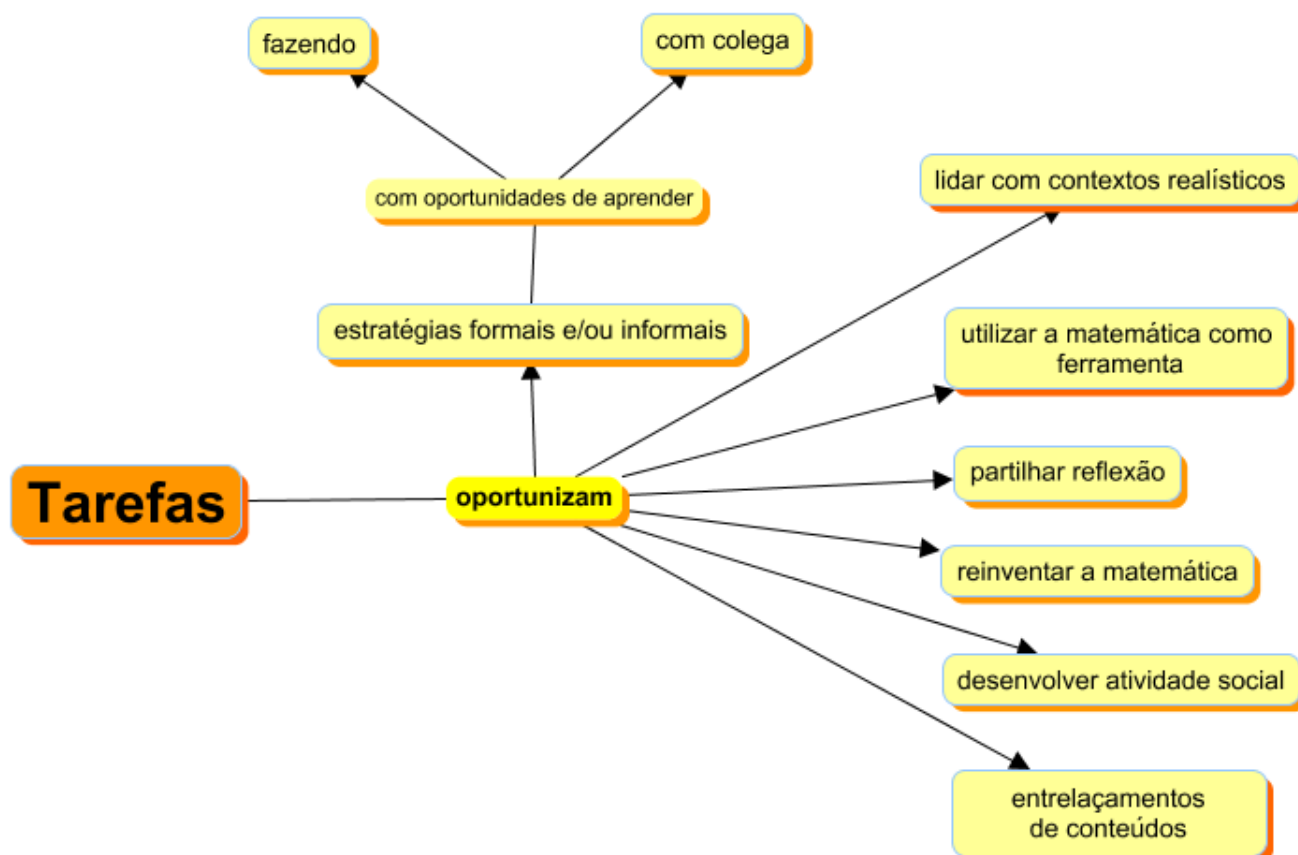 fazendo
com colega
com oportunidades de aprender
lidar com contextos realísticos
estratégias formais e/ou informais
utilizar a matemática como
ferramenta
Tarefas
oportunizam
partilhar reflexão
reinventar a matemática
desenvolver atividade social
entrelaçamentos
de conteúdos